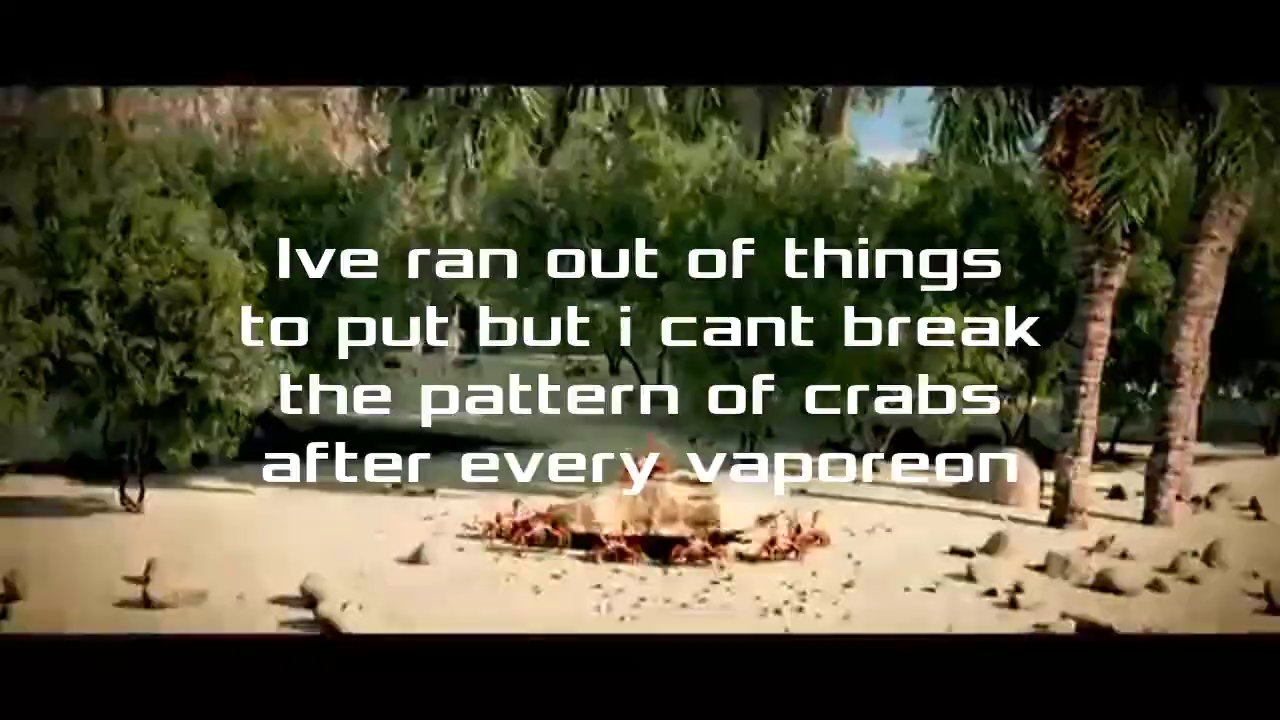 Ive ran out of things
to put but i cant break
the pattern of crabs
after every vaporeon